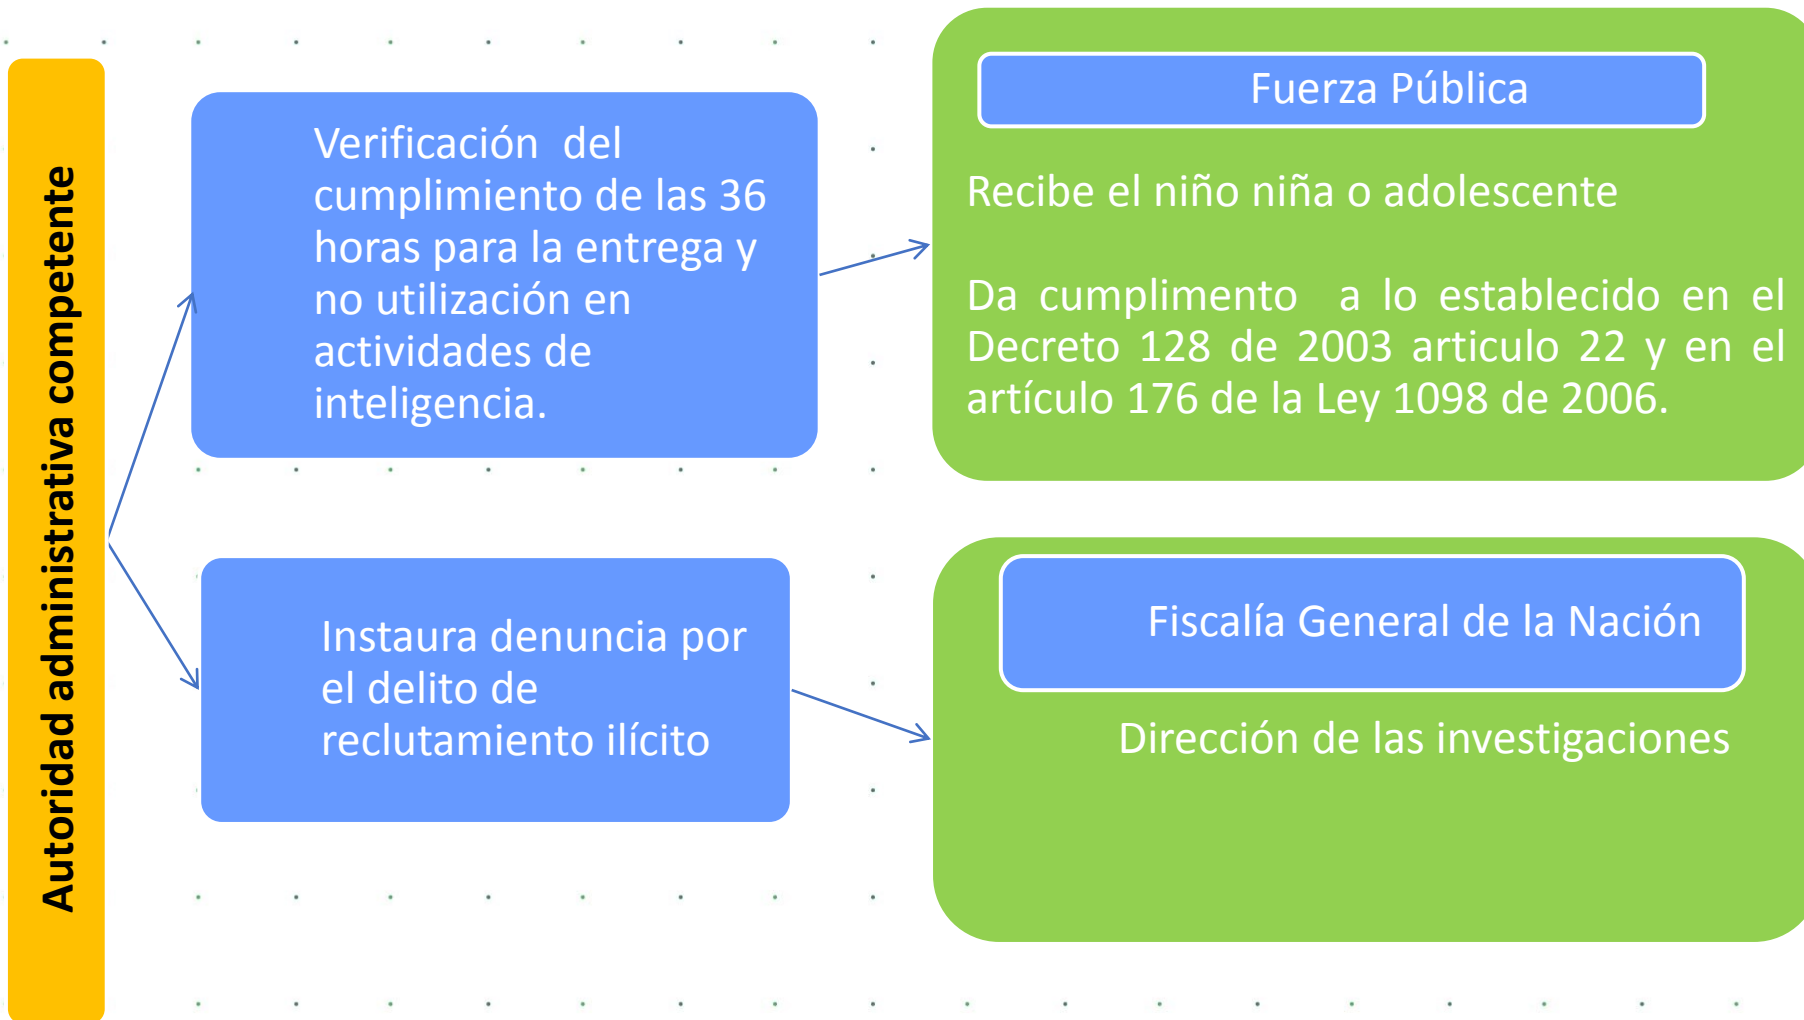 Autoridad administrativa competente
Verificación  del
cumplimiento de las 36
horas para la entrega y
no utilización en
actividades de
inteligencia.
Fuerza Pública
Recibe el niño niña o adolescente
Da cumplimento  a lo establecido en el
Decreto 128 de 2003 articulo 22 y en el
artículo 176 de la Ley 1098 de 2006.
Instaura denuncia por
el delito de
reclutamiento ilícito
Fiscalía General de la Nación
Dirección de las investigaciones